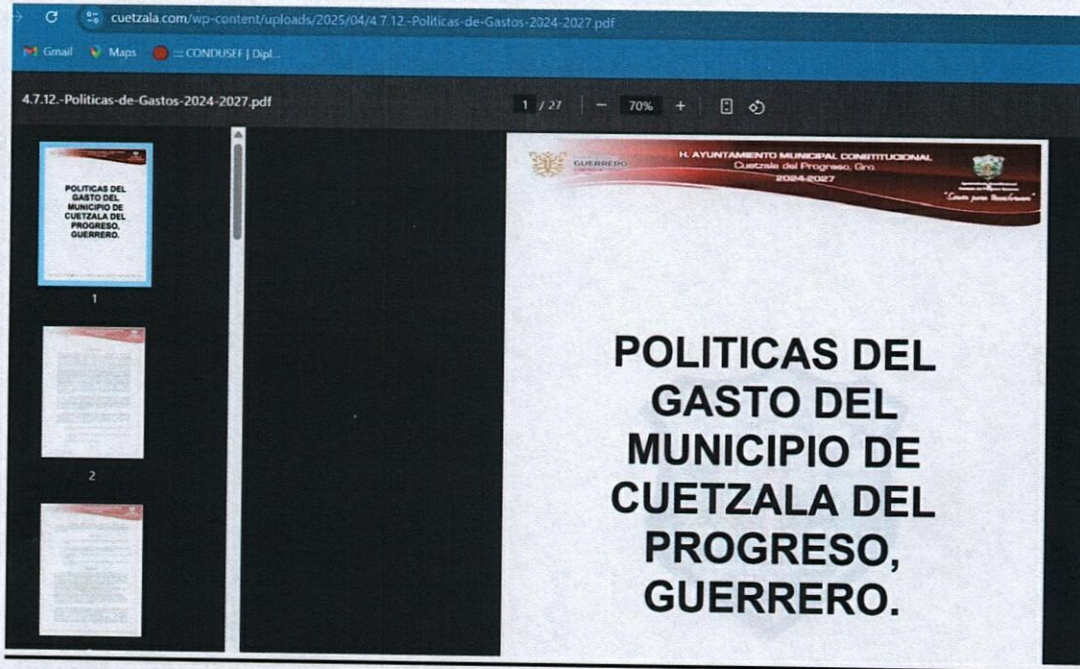 cuetzala.com/wp-content/uploads/2025/04/4.7.12.-Politicas-de-Gastos-2024-2027.pdf
Gmail
Maps
CONDUSEF | Dipl...
4.7.12.-Politicas-de-Gastos-2024-2027.pdf
1 / 27
70%
POLITICAS DEL
GASTO DEL
MUNICIPIO DE
CUETZALA DEL
PROGRESO,
GUERRERO.
1
2
GUERRERO
H. AYUNTAMIENTO MUNICIPAL CONSTITUCIONAL
Cuetzala del Progreso, Gro.
2024-2027
POLITICAS DEL
GASTO DEL
MUNICIPIO DE
CUETZALA DEL
PROGRESO,
GUERRERO.